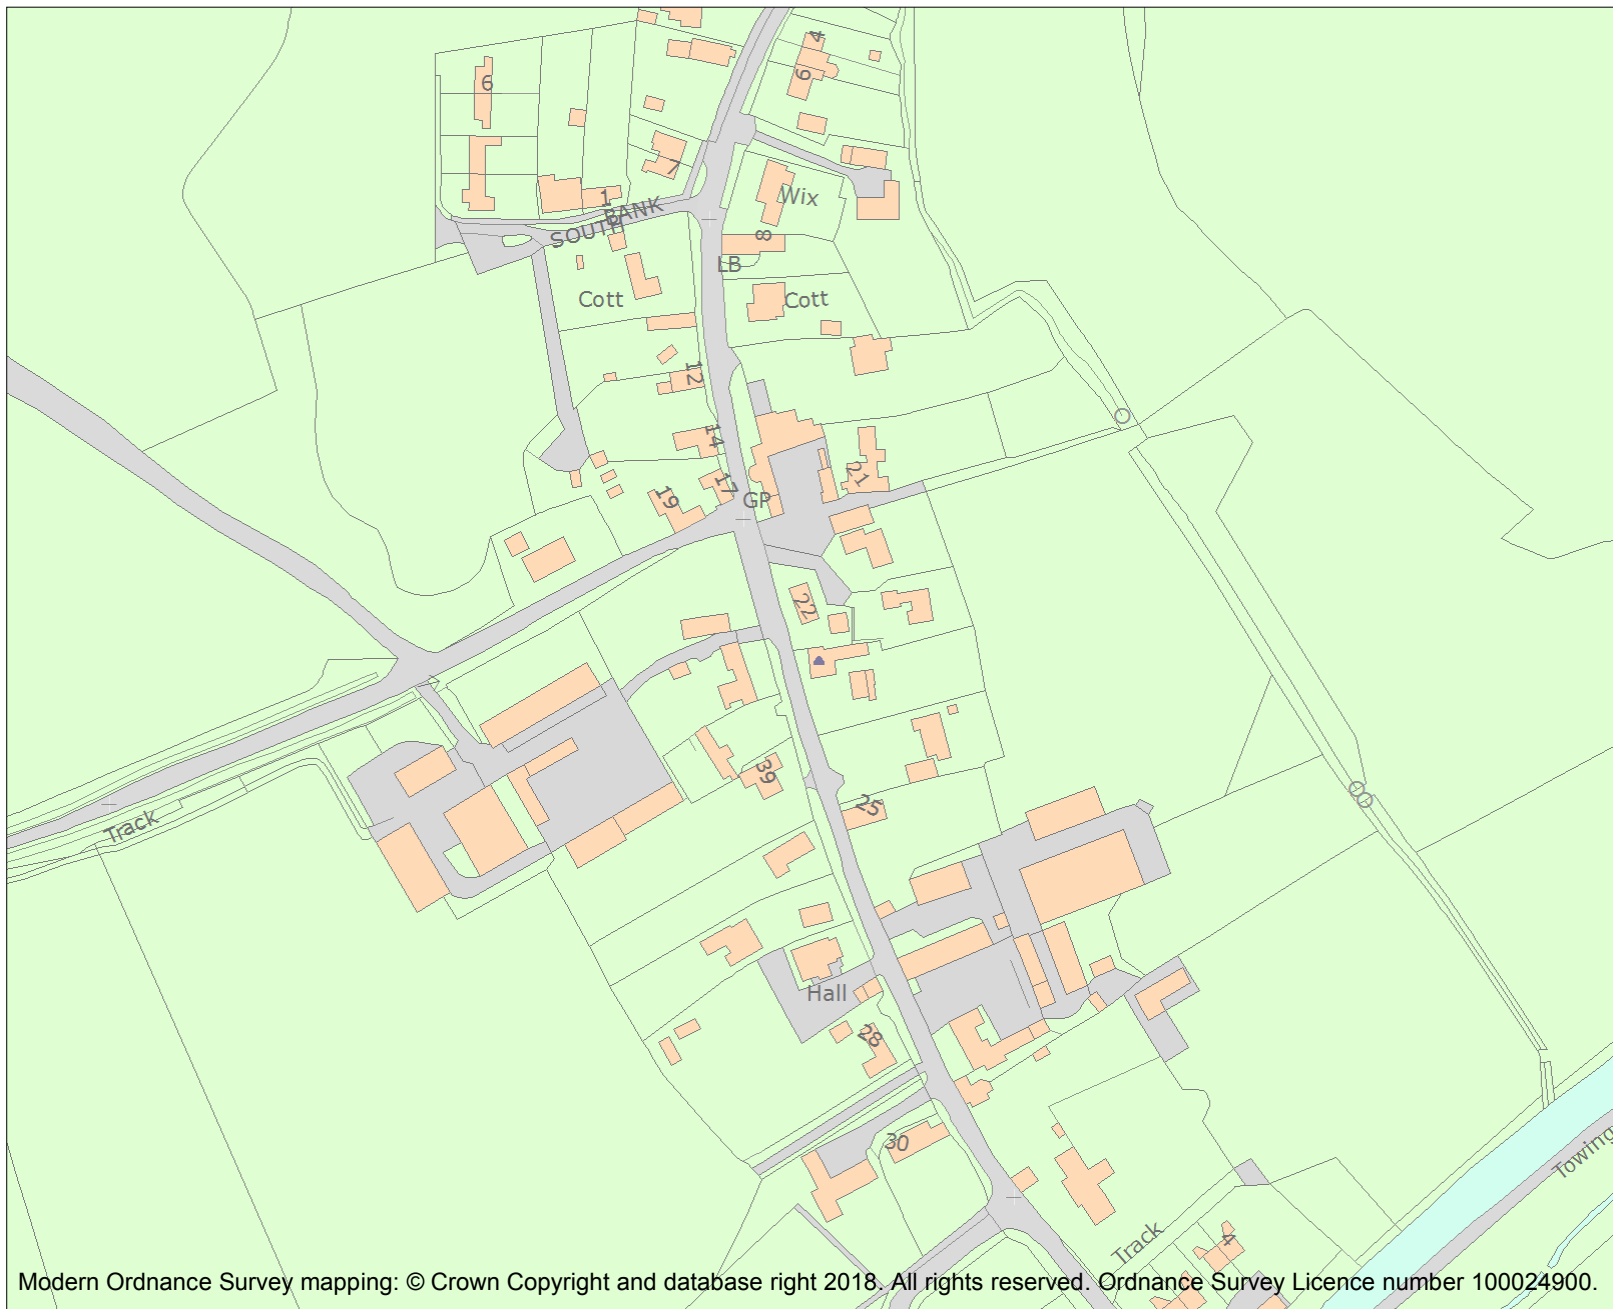 4
6
6
7
Wix
1
SOUTH BANK
8
LB
Cott
Cott
12
14
21
17
19
GP
22
39
25
Track
Hall
28
30
Towing
Track
4
Modern Ordnance Survey mapping: © Crown Copyright and database right 2018. All rights reserved. Ordnance Survey Licence number 100024900.